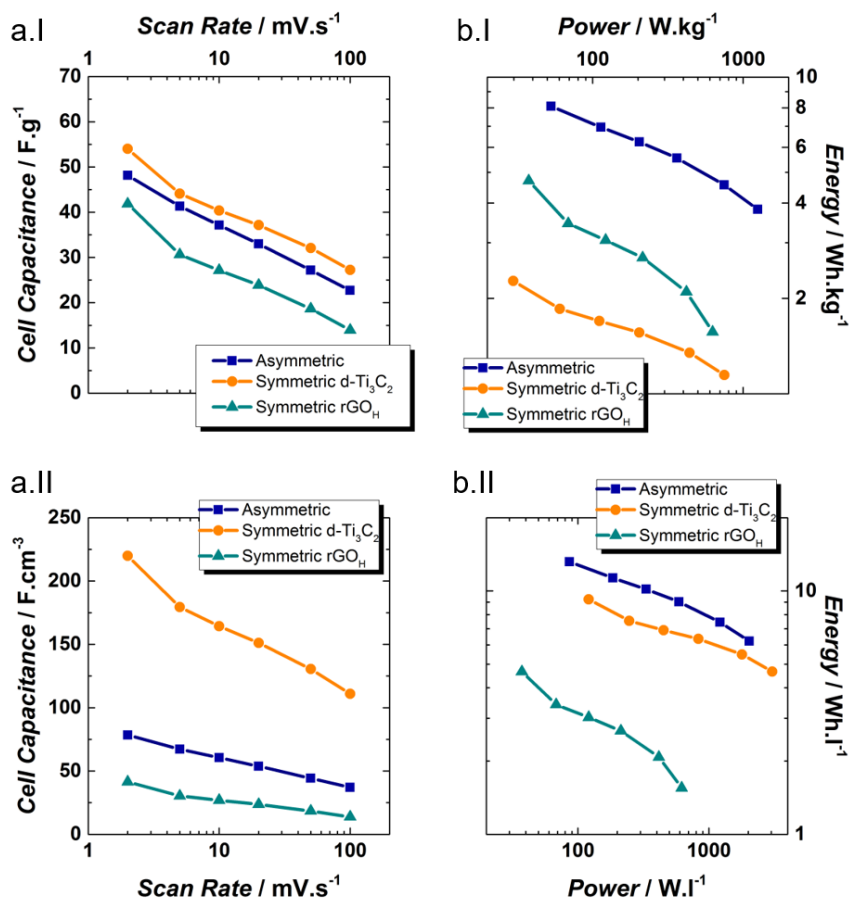 a.I
Scan Rate / mV.s⁻¹
1 10 100
70
60
50
40
30
20
10
0
Cell Capacitance / F.g⁻¹
Asymmetric
Symmetric d-Ti₃C₂
Symmetric rGO_H
b.I
Power / W.kg⁻¹
100 1000
10
8
6
4
2
Energy / Wh.kg⁻¹
Asymmetric
Symmetric d-Ti₃C₂
Symmetric rGO_H
a.II
Asymmetric
Symmetric d-Ti₃C₂
Symmetric rGO_H
250
200
150
100
50
0
Cell Capacitance / F.cm⁻³
1 10 100
Scan Rate / mV.s⁻¹
b.II
Asymmetric
Symmetric d-Ti₃C₂
Symmetric rGO_H
10
1
Energy / Wh.l⁻¹
100 1000
Power / W.l⁻¹